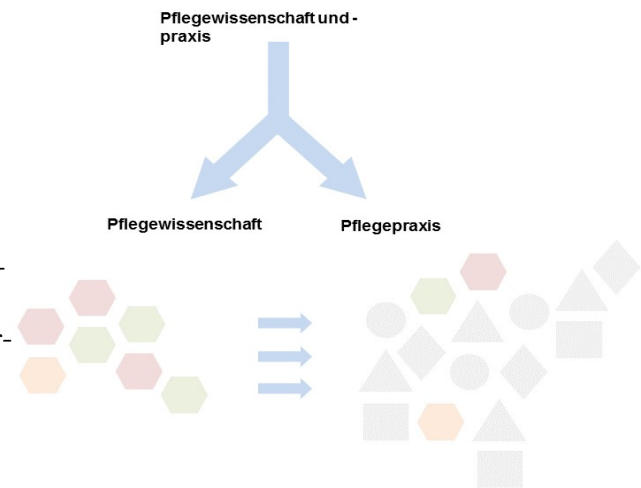 Pflegewissenschaft und -
praxis
Pflegewissenschaft
Pflegepraxis